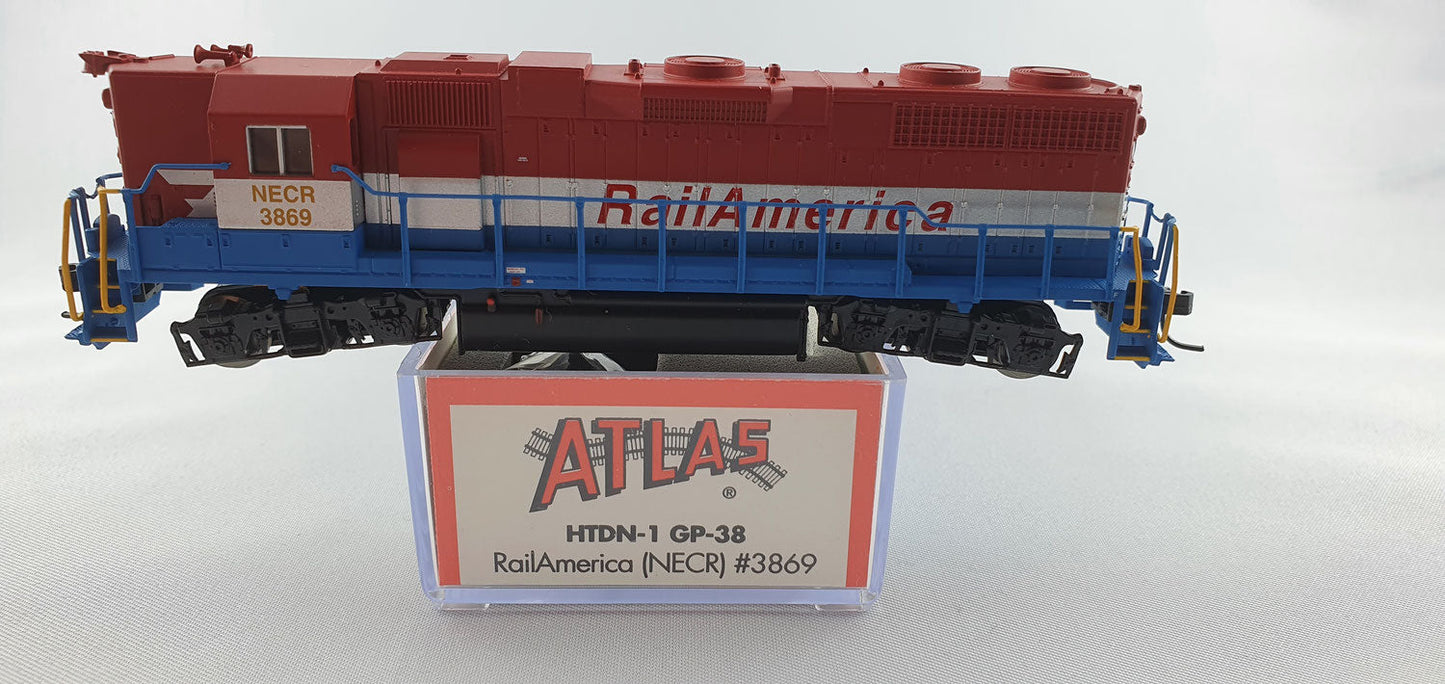 NECR
3869
RailAmerica
ATLAS
®
HTDN-1 GP-38
RailAmerica (NECR) #3869